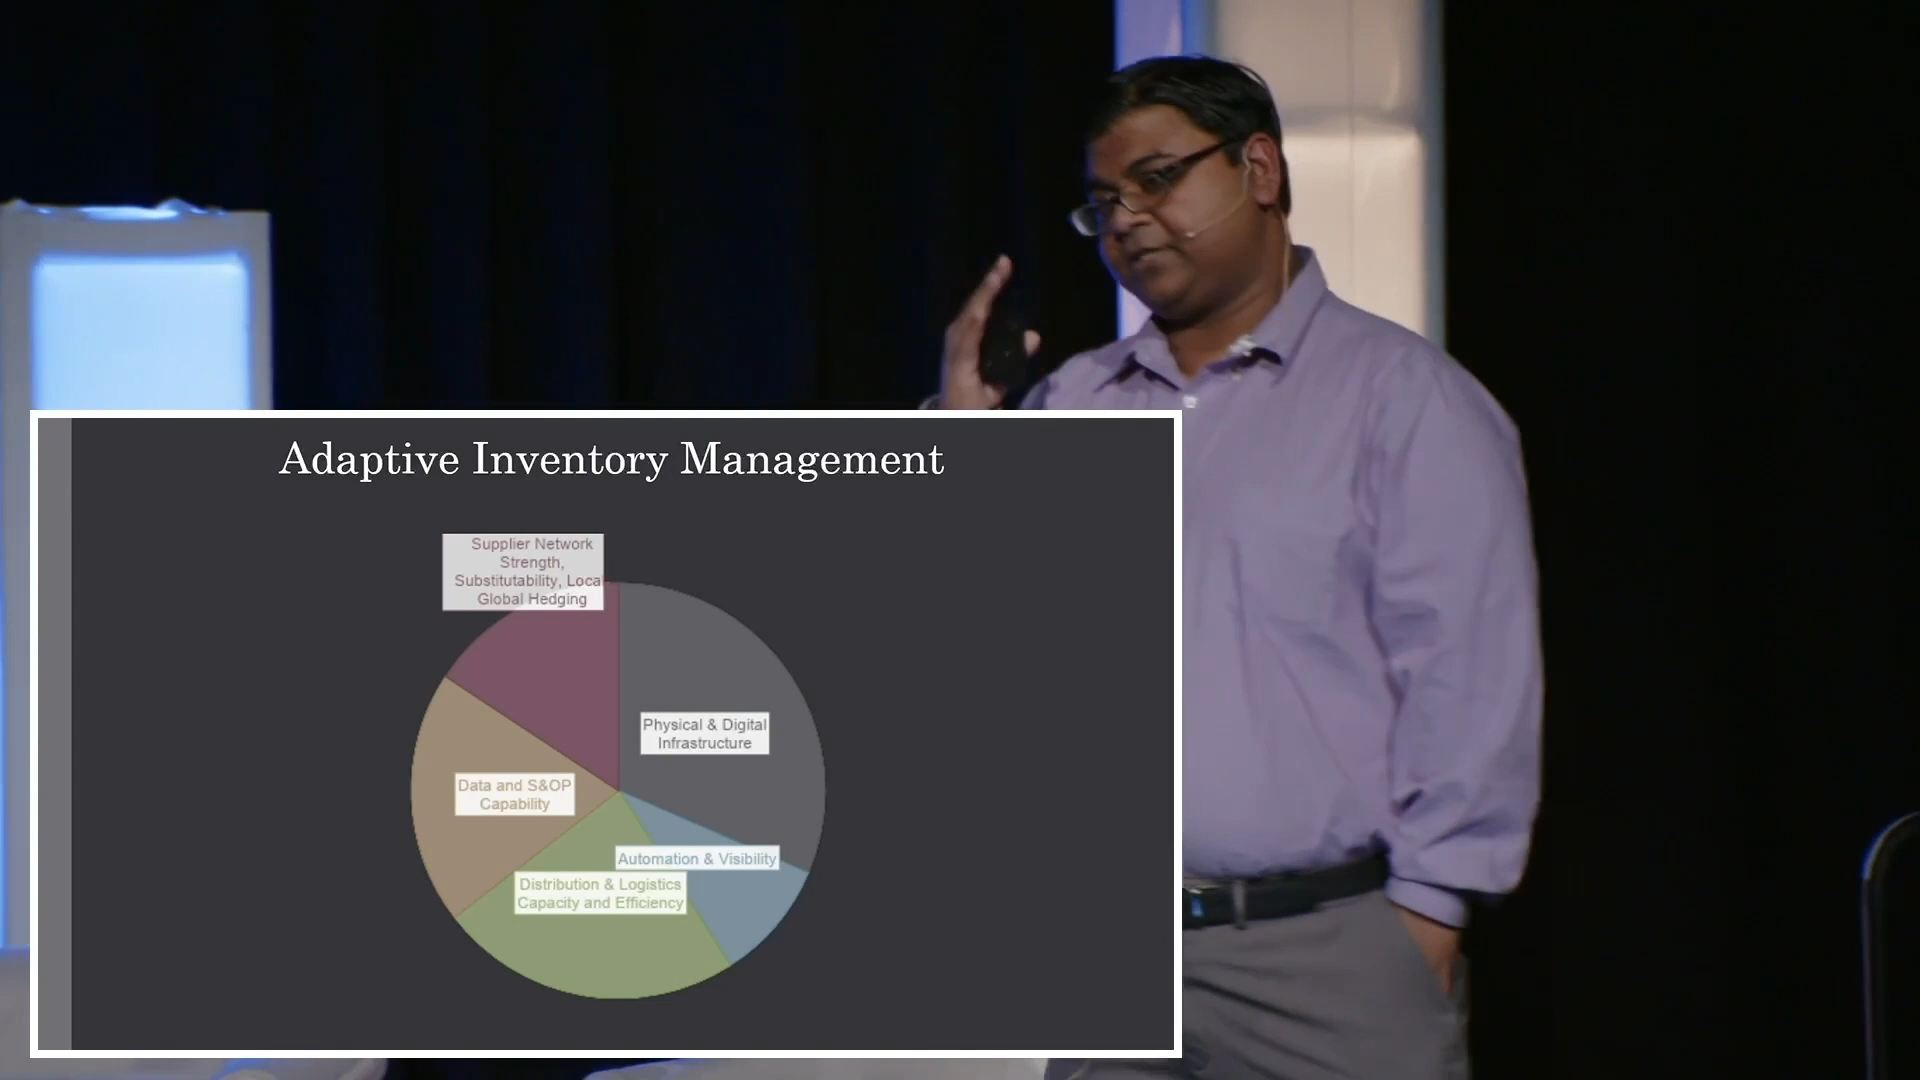 Adaptive Inventory Management
Supplier Network
Strength,
Substitutability, Loca
Global Hedging
Physical & Digital
Infrastructure
Data and S&OP
Capability
Automation & Visibility
Distribution & Logistics
Capacity and Efficiency